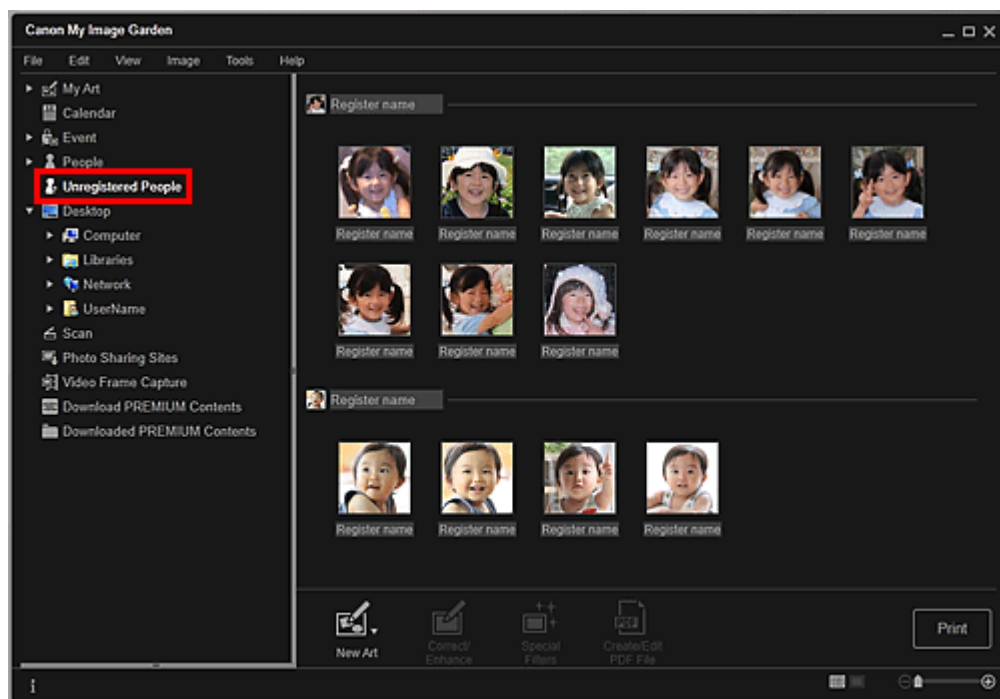 Canon My Image Garden
File Edit View Image Tools Help
My Art
Calendar
Event
People
Unregistered People
Desktop
Computer
Libraries
Network
UserName
Scan
Photo Sharing Sites
Video Frame Capture
Download PREMIUM Contents
Downloaded PREMIUM Contents
Register name
Register name Register name Register name Register name Register name Register name
Register name Register name Register name
Register name
Register name Register name Register name Register name
New Art
Correct/
Enhance
Special
Filters
Create/Edit
PDF File
PDF
Print
i